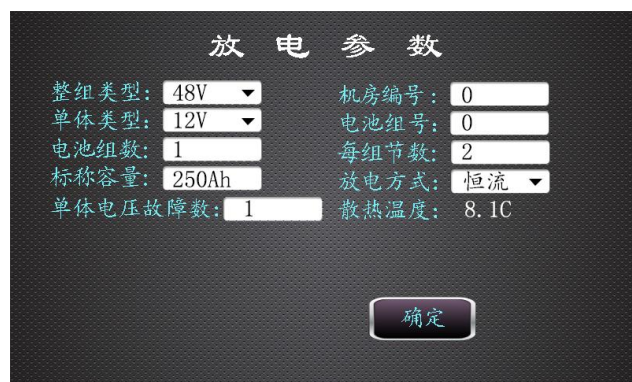 放电参数
整组类型: 48V 机房编号: 0
单体类型: 12V 电池组号: 0
电池组数: 1 每组节数: 2
标称容量: 250Ah 放电方式: 恒流
单体电压故障数: 1 散热温度: 8.1C
确定